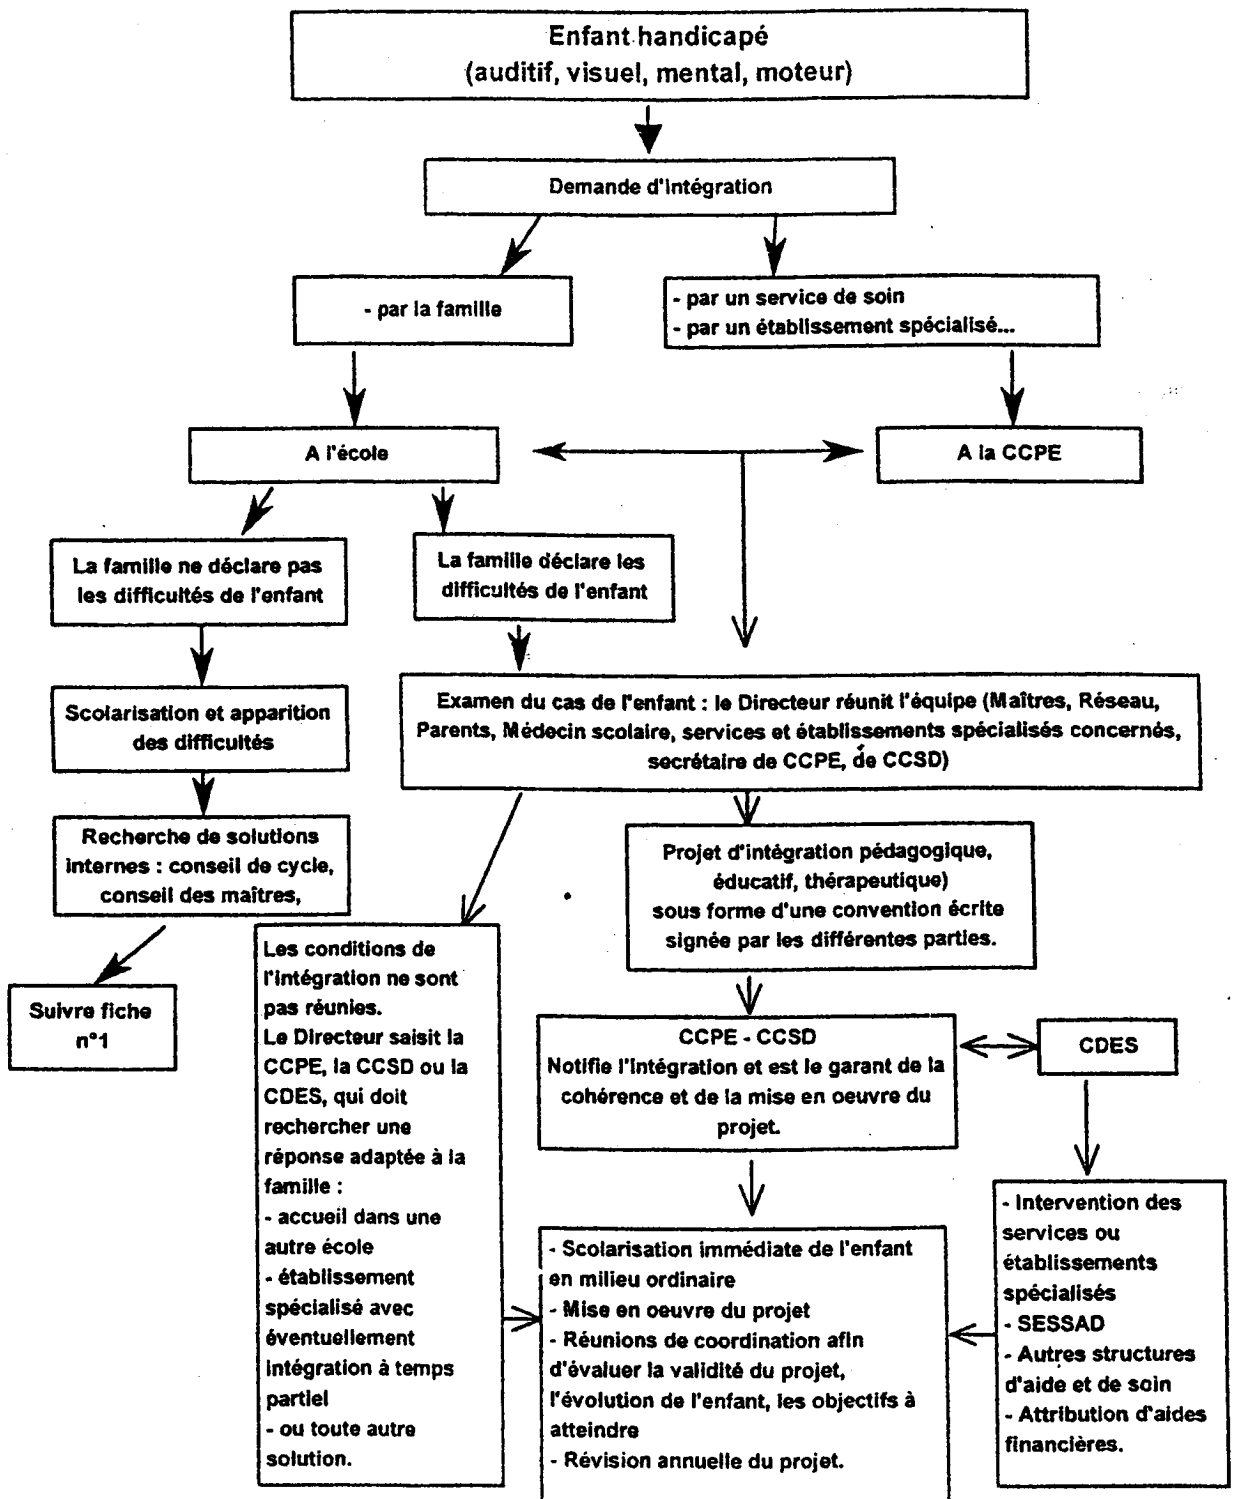 Enfant handicapé
(auditif, visuel, mental, moteur)
Demande d'intégration
- par la famille
- par un service de soin
- par un établissement spécialisé...
A l'école
A la CCPE
La famille ne déclare pas
les difficultés de l'enfant
La famille déclare les
difficultés de l'enfant
Scolarisation et apparition
des difficultés
Examen du cas de l'enfant : le Directeur réunit l'équipe (Maîtres, Réseau,
Parents, Médecin scolaire, services et établissements spécialisés concernés,
secrétaire de CCPE, de CCSD)
Recherche de solutions
internes : conseil de cycle,
conseil des maîtres,
Projet d'intégration pédagogique,
éducatif, thérapeutique)
sous forme d'une convention écrite
signée par les différentes parties.
Suivre fiche
n°1
Les conditions de
l'intégration ne sont
pas réunies.
Le Directeur saisit la
CCPE, la CCSD ou la
CDES, qui doit
rechercher une
réponse adaptée à la
famille :
- accueil dans une
autre école
- établissement
spécialisé avec
éventuellement
intégration à temps
partiel
- ou toute autre
solution.
CCPE - CCSD
Notifie l'intégration et est le garant de la
cohérence et de la mise en oeuvre du
projet.
CDES
- Scolarisation immédiate de l'enfant
en milieu ordinaire
- Mise en oeuvre du projet
- Réunions de coordination afin
d'évaluer la validité du projet,
l'évolution de l'enfant, les objectifs à
atteindre
- Révision annuelle du projet.
- Intervention des
services ou
établissements
spécialisés
- SESSAD
- Autres structures
d'aide et de soin
- Attribution d'aides
financières.